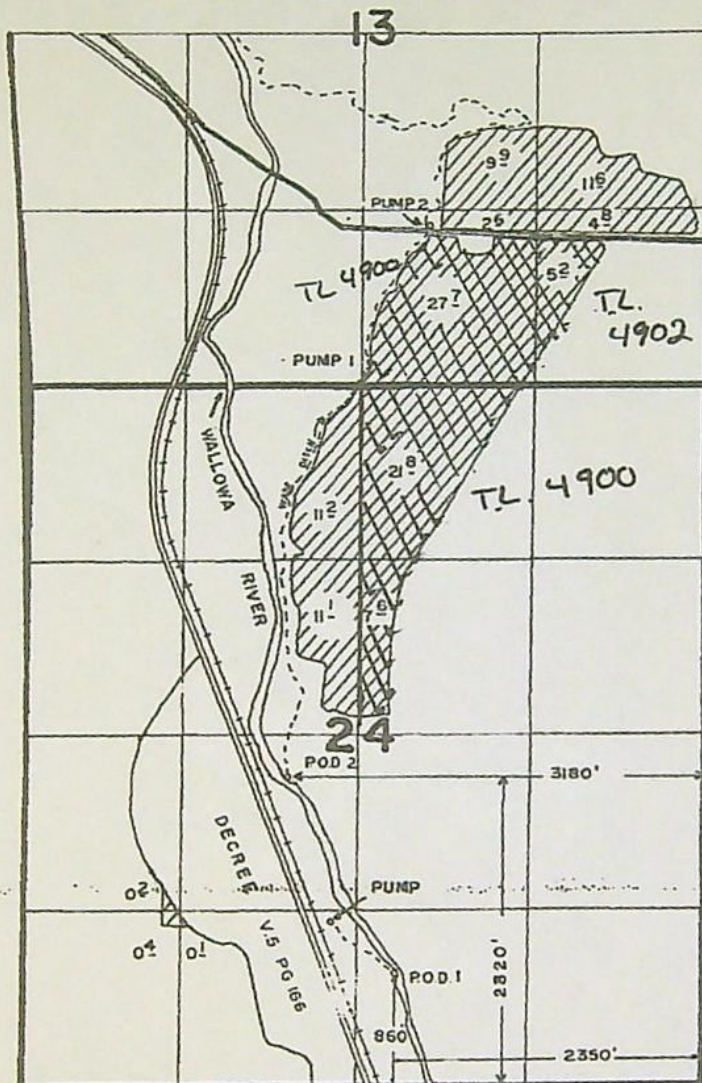 13
9 9
11 6
PUMP 2
2 6
4 8
TL 4900
5 2
27 7
T.L.
4902
PUMP 1
WALLOWA
RIVER
DITCH
21 8
T.L. 4900
11 2
11 1
7 6
24
P.O.D. 2
3180'
DECREE
V.5 PG 166
0 2
PUMP
0 4
0 1
P.O.D. 1
2320'
860'
2350'